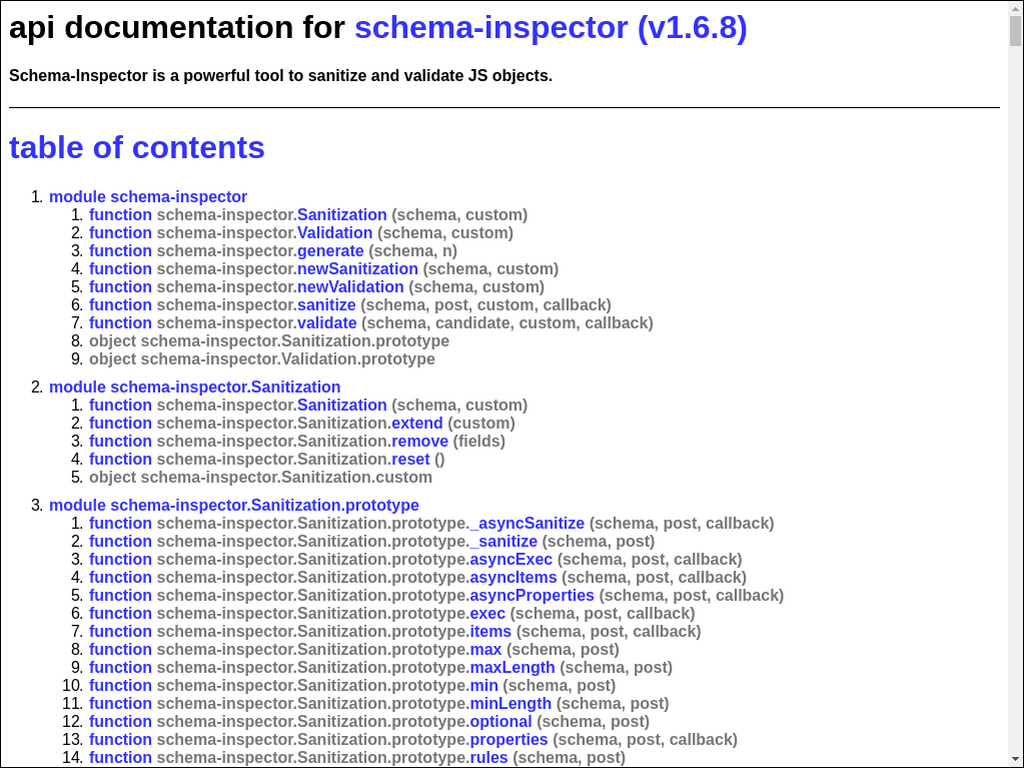 api documentation for schema-inspector (v1.6.8)
Schema-Inspector is a powerful tool to sanitize and validate JS objects.
table of contents
1. module schema-inspector
1. function schema-inspector.Sanitization (schema, custom)
2. function schema-inspector.Validation (schema, custom)
3. function schema-inspector.generate (schema, n)
4. function schema-inspector.newSanitization (schema, custom)
5. function schema-inspector.newValidation (schema, custom)
6. function schema-inspector.sanitize (schema, post, custom, callback)
7. function schema-inspector.validate (schema, candidate, custom, callback)
8. object schema-inspector.Sanitization.prototype
9. object schema-inspector.Validation.prototype
2. module schema-inspector.Sanitization
1. function schema-inspector.Sanitization (schema, custom)
2. function schema-inspector.Sanitization.extend (custom)
3. function schema-inspector.Sanitization.remove (fields)
4. function schema-inspector.Sanitization.reset ()
5. object schema-inspector.Sanitization.custom
3. module schema-inspector.Sanitization.prototype
1. function schema-inspector.Sanitization.prototype._asyncSanitize (schema, post, callback)
2. function schema-inspector.Sanitization.prototype._sanitize (schema, post)
3. function schema-inspector.Sanitization.prototype.asyncExec (schema, post, callback)
4. function schema-inspector.Sanitization.prototype.asyncItems (schema, post, callback)
5. function schema-inspector.Sanitization.prototype.asyncProperties (schema, post, callback)
6. function schema-inspector.Sanitization.prototype.exec (schema, post, callback)
7. function schema-inspector.Sanitization.prototype.items (schema, post, callback)
8. function schema-inspector.Sanitization.prototype.max (schema, post)
9. function schema-inspector.Sanitization.prototype.maxLength (schema, post)
10. function schema-inspector.Sanitization.prototype.min (schema, post)
11. function schema-inspector.Sanitization.prototype.minLength (schema, post)
12. function schema-inspector.Sanitization.prototype.optional (schema, post)
13. function schema-inspector.Sanitization.prototype.properties (schema, post, callback)
14. function schema-inspector.Sanitization.prototype.rules (schema, post)